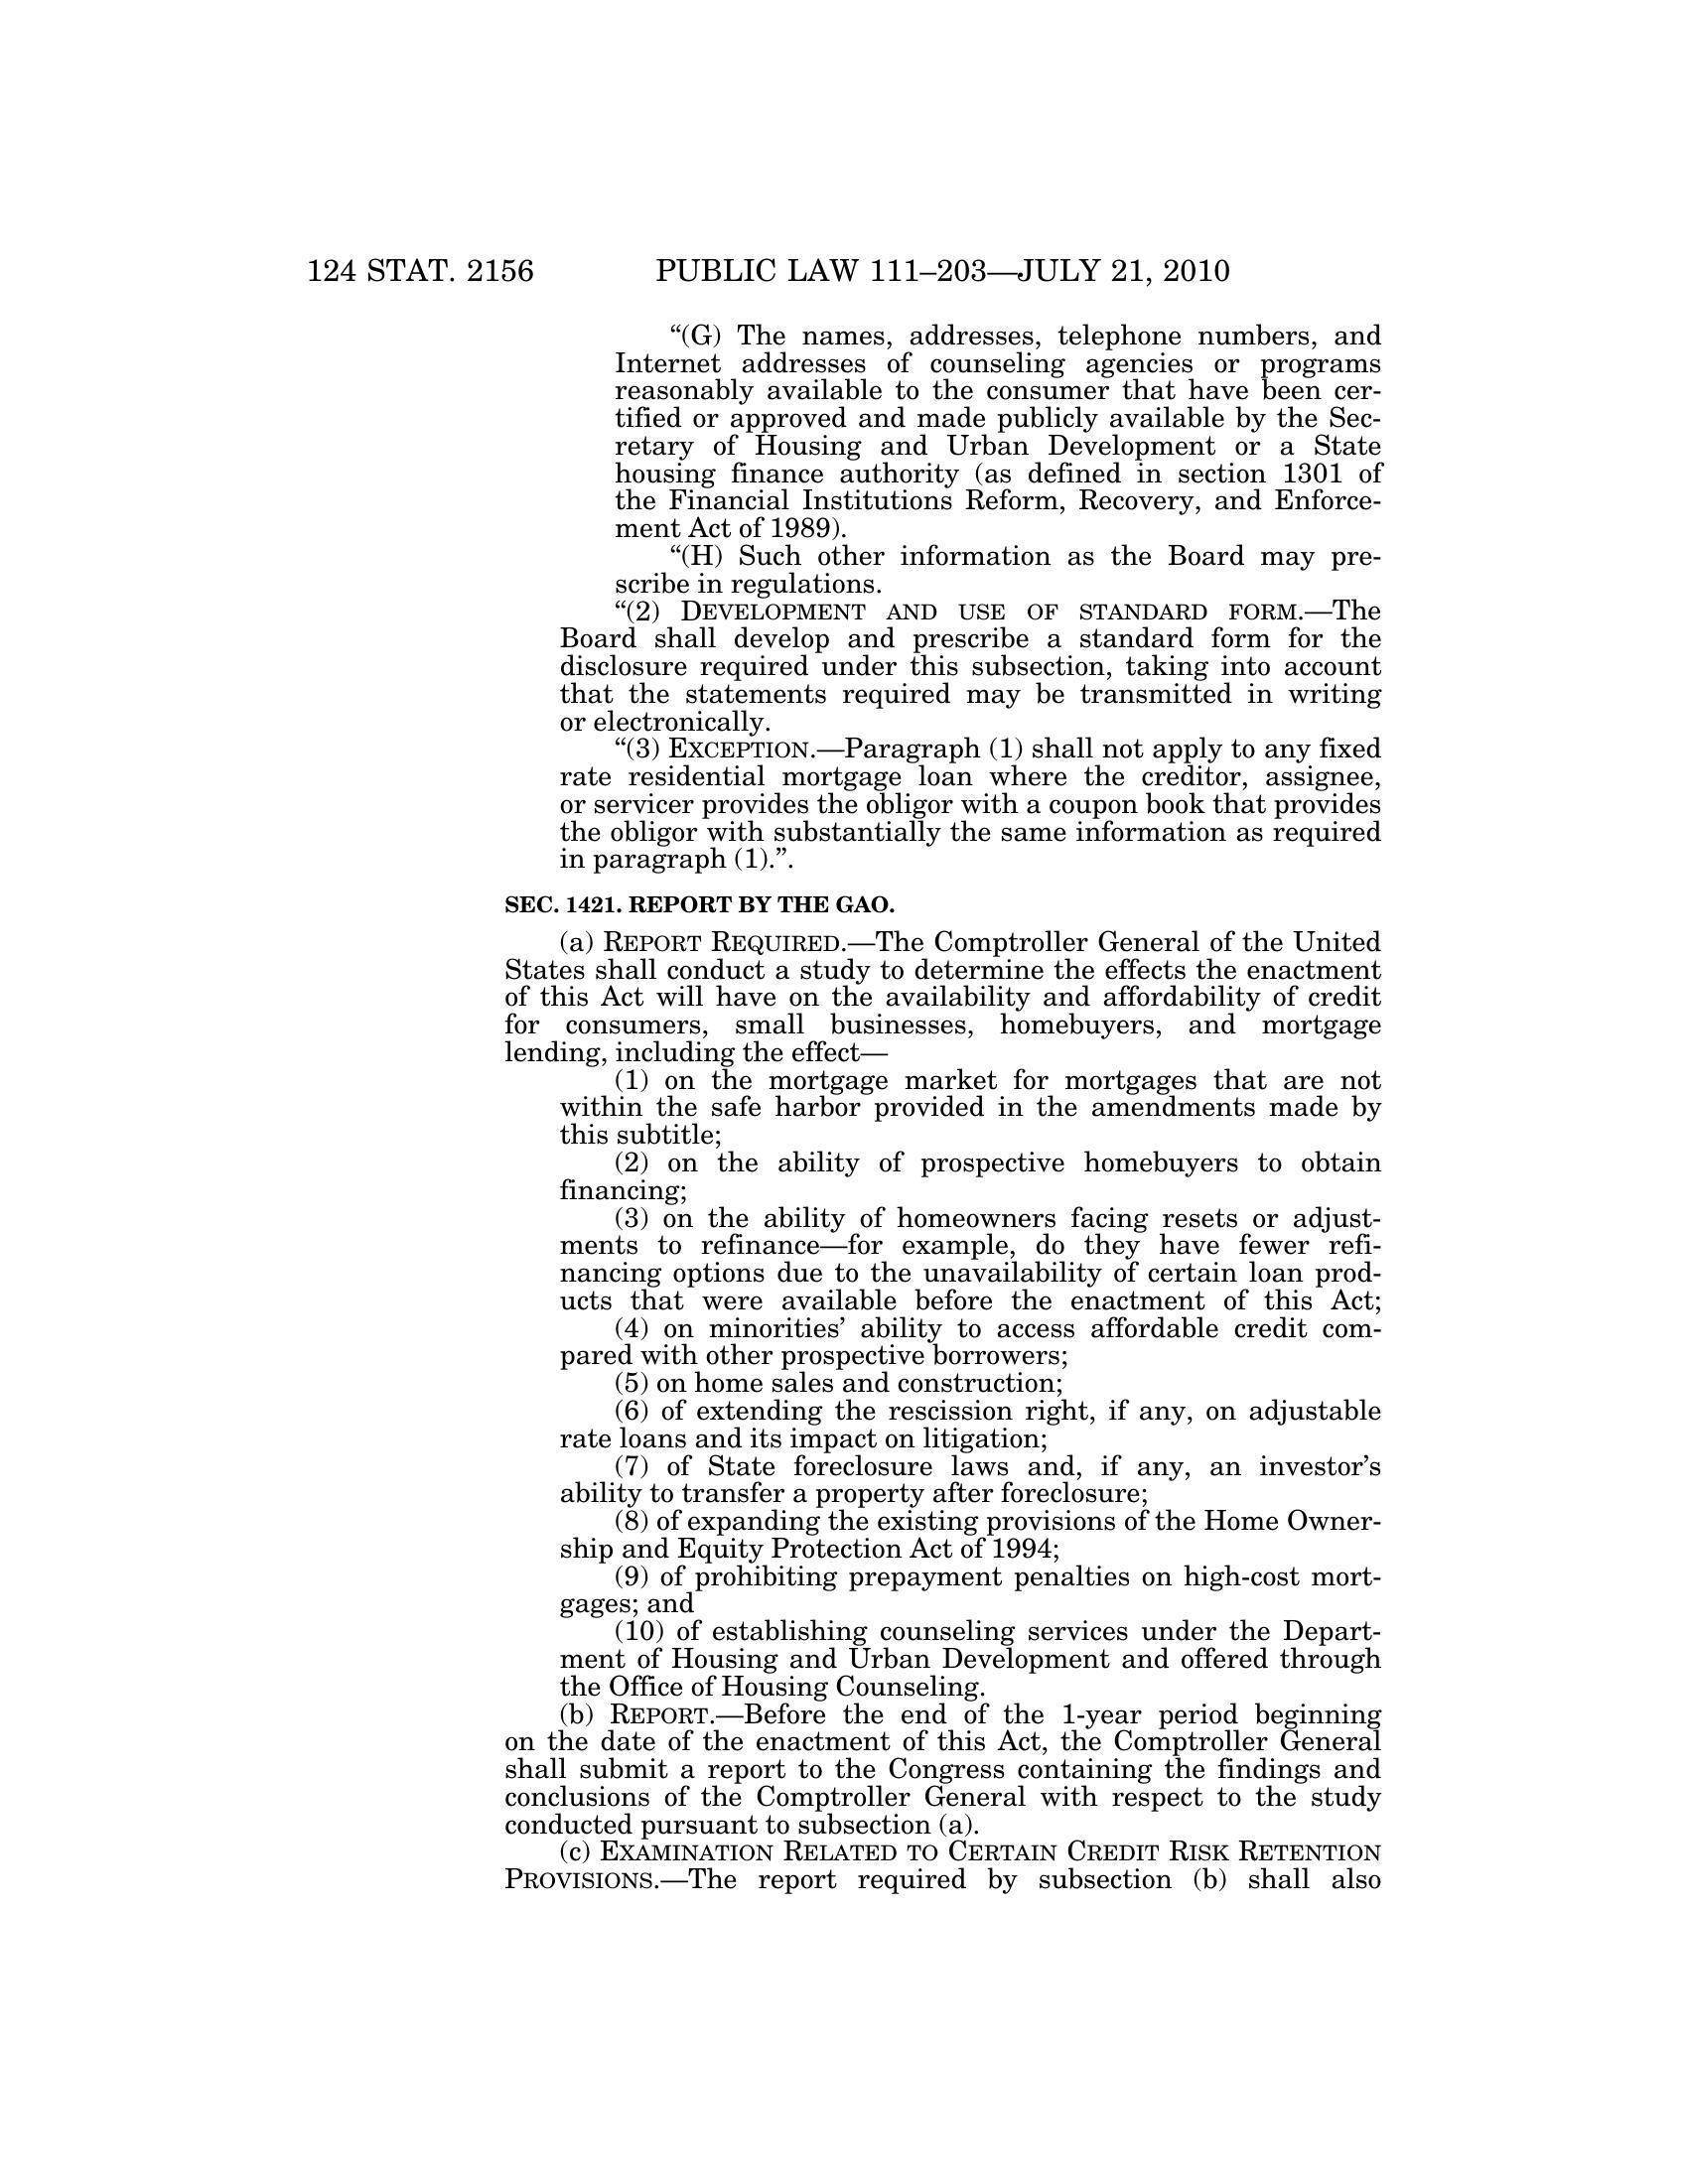 124 STAT. 2156 PUBLIC LAW 111–203—JULY 21, 2010
“(G) The names, addresses, telephone numbers, and
Internet addresses of counseling agencies or programs
reasonably available to the consumer that have been cer-
tified or approved and made publicly available by the Sec-
retary of Housing and Urban Development or a State
housing finance authority (as defined in section 1301 of
the Financial Institutions Reform, Recovery, and Enforce-
ment Act of 1989).
“(H) Such other information as the Board may pre-
scribe in regulations.
“(2) DEVELOPMENT AND USE OF STANDARD FORM.—The
Board shall develop and prescribe a standard form for the
disclosure required under this subsection, taking into account
that the statements required may be transmitted in writing
or electronically.
“(3) EXCEPTION.—Paragraph (1) shall not apply to any fixed
rate residential mortgage loan where the creditor, assignee,
or servicer provides the obligor with a coupon book that provides
the obligor with substantially the same information as required
in paragraph (1).”.
SEC. 1421. REPORT BY THE GAO.
(a) REPORT REQUIRED.—The Comptroller General of the United
States shall conduct a study to determine the effects the enactment
of this Act will have on the availability and affordability of credit
for consumers, small businesses, homebuyers, and mortgage
lending, including the effect—
(1) on the mortgage market for mortgages that are not
within the safe harbor provided in the amendments made by
this subtitle;
(2) on the ability of prospective homebuyers to obtain
financing;
(3) on the ability of homeowners facing resets or adjust-
ments to refinance—for example, do they have fewer refi-
nancing options due to the unavailability of certain loan prod-
ucts that were available before the enactment of this Act;
(4) on minorities’ ability to access affordable credit com-
pared with other prospective borrowers;
(5) on home sales and construction;
(6) of extending the rescission right, if any, on adjustable
rate loans and its impact on litigation;
(7) of State foreclosure laws and, if any, an investor’s
ability to transfer a property after foreclosure;
(8) of expanding the existing provisions of the Home Owner-
ship and Equity Protection Act of 1994;
(9) of prohibiting prepayment penalties on high-cost mort-
gages; and
(10) of establishing counseling services under the Depart-
ment of Housing and Urban Development and offered through
the Office of Housing Counseling.
(b) REPORT.—Before the end of the 1-year period beginning
on the date of the enactment of this Act, the Comptroller General
shall submit a report to the Congress containing the findings and
conclusions of the Comptroller General with respect to the study
conducted pursuant to subsection (a).
(c) EXAMINATION RELATED TO CERTAIN CREDIT RISK RETENTION
PROVISIONS.—The report required by subsection (b) shall also